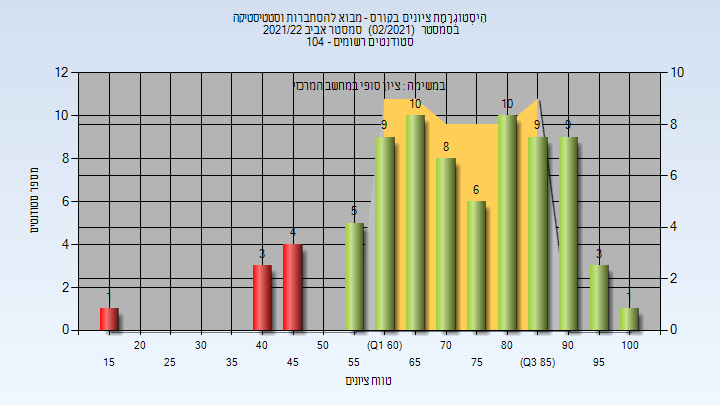 הִיסְטוֹגְרַמַת ציונים בקורס - מבוא להסתברות וסטטיסטיקה
בסמסטר (02/2021) סמסטר אביב 2021/22
סטודנטים רשומים - 104
במשימה : ציון סופי במחשב המרכזי
מספר סטודנטים
12 10 8 6 4 2 0
10 8 6 4 2 0
1 3 4 5 9 10 8 6 10 9 9 3 1
20 30 40 50 (Q1 60) 70 80 90 100
15 25 35 45 55 65 75 (Q3 85) 95
טווח ציונים